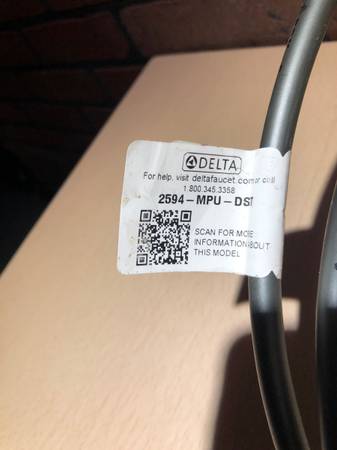 DELTA
For help, visit deltafaucet.com or call
1.800.345.3358
2594-MPU-DST
SCAN FOR MORE
INFORMATION ABOUT
THIS MODEL